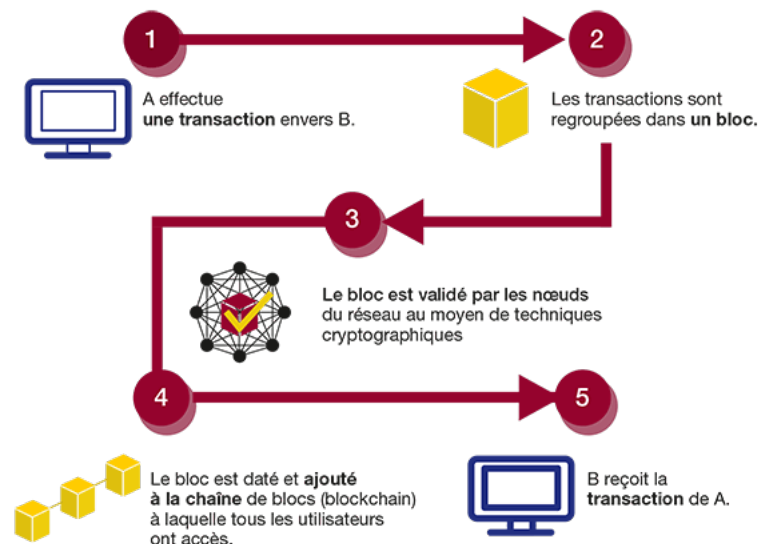 1
2
A effectue
une transaction envers B.
Les transactions sont
regroupées dans un bloc.
3
Le bloc est validé par les nœuds
du réseau au moyen de techniques
cryptographiques
4
5
Le bloc est daté et ajouté
à la chaîne de blocs (blockchain)
à laquelle tous les utilisateurs
ont accès.
B reçoit la
transaction de A.